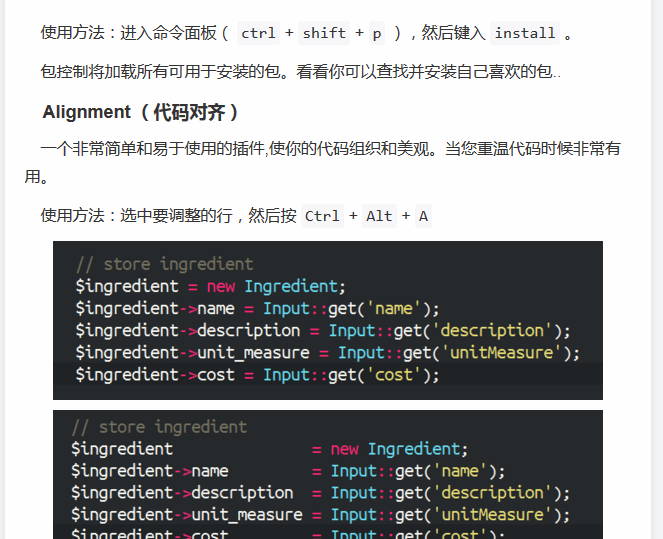 使用方法：进入命令面板（ ctrl + shift + p ），然后键入 install 。
包控制将加载所有可用于安装的包。看看你可以查找并安装自己喜欢的包..
Alignment（代码对齐）
一个非常简单和易于使用的插件,使你的代码组织和美观。当您重温代码时候非常有
用。
使用方法：选中要调整的行，然后按 Ctrl + Alt + A
// store ingredient
$ingredient = new Ingredient;
$ingredient->name = Input::get('name');
$ingredient->description = Input::get('description');
$ingredient->unit_measure = Input::get('unitMeasure');
$ingredient->cost = Input::get('cost');
// store ingredient
$ingredient               = new Ingredient;
$ingredient->name         = Input::get('name');
$ingredient->description  = Input::get('description');
$ingredient->unit_measure = Input::get('unitMeasure');
$ingredient->cost         = Input::get('cost');